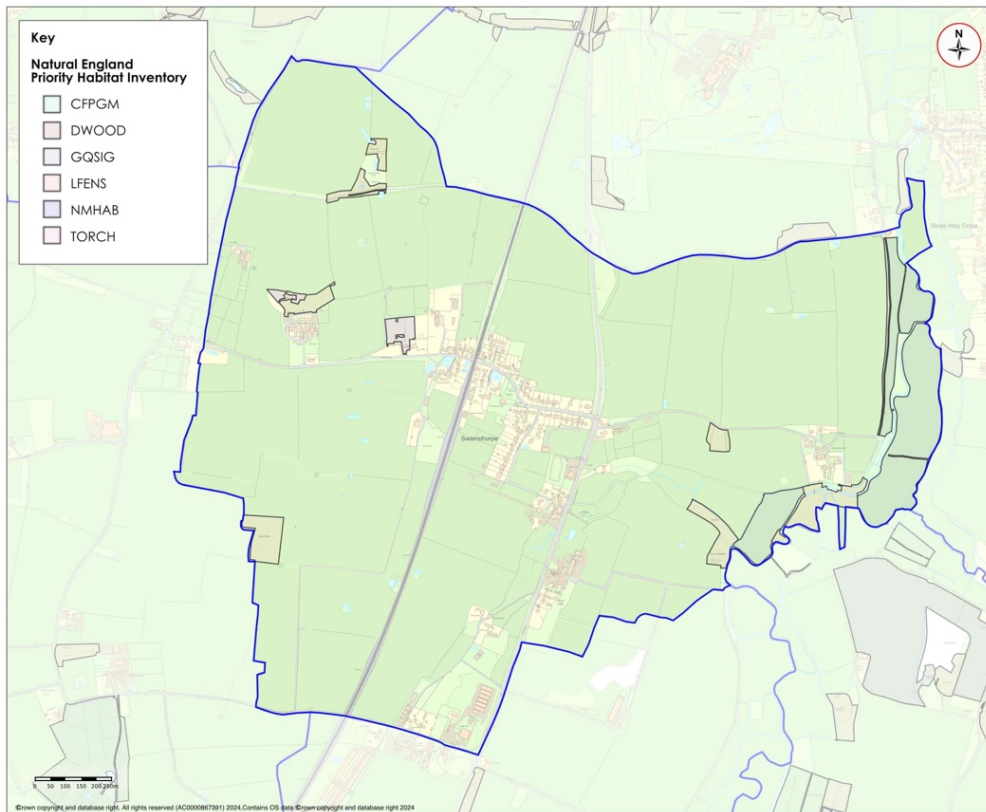 Key
Natural England
Priority Habitat Inventory
CFPGM
DWOOD
GQSIG
LFENS
NMHAB
TORCH
N
Stoke Holy Cross
Swainsthorpe
0 50 100 150 200 250m
©rown copyright and database right. All rights reserved (AC0000867391) 2024,Contains OS data ©rown copyright and database right 2024